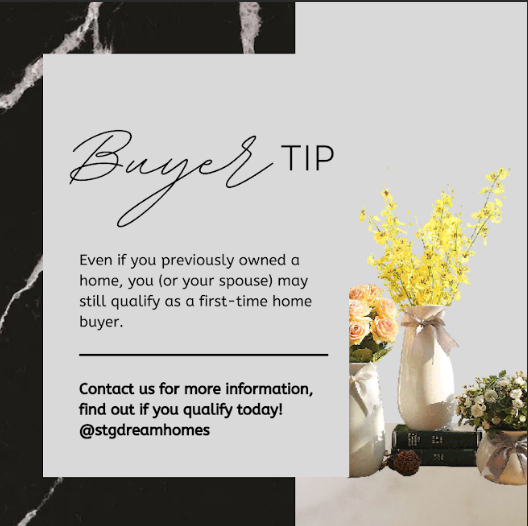 Buyer TIP
Even if you previously owned a
home, you (or your spouse) may
still qualify as a first-time home
buyer.
Contact us for more information,
find out if you qualify today!
@stgdreamhomes